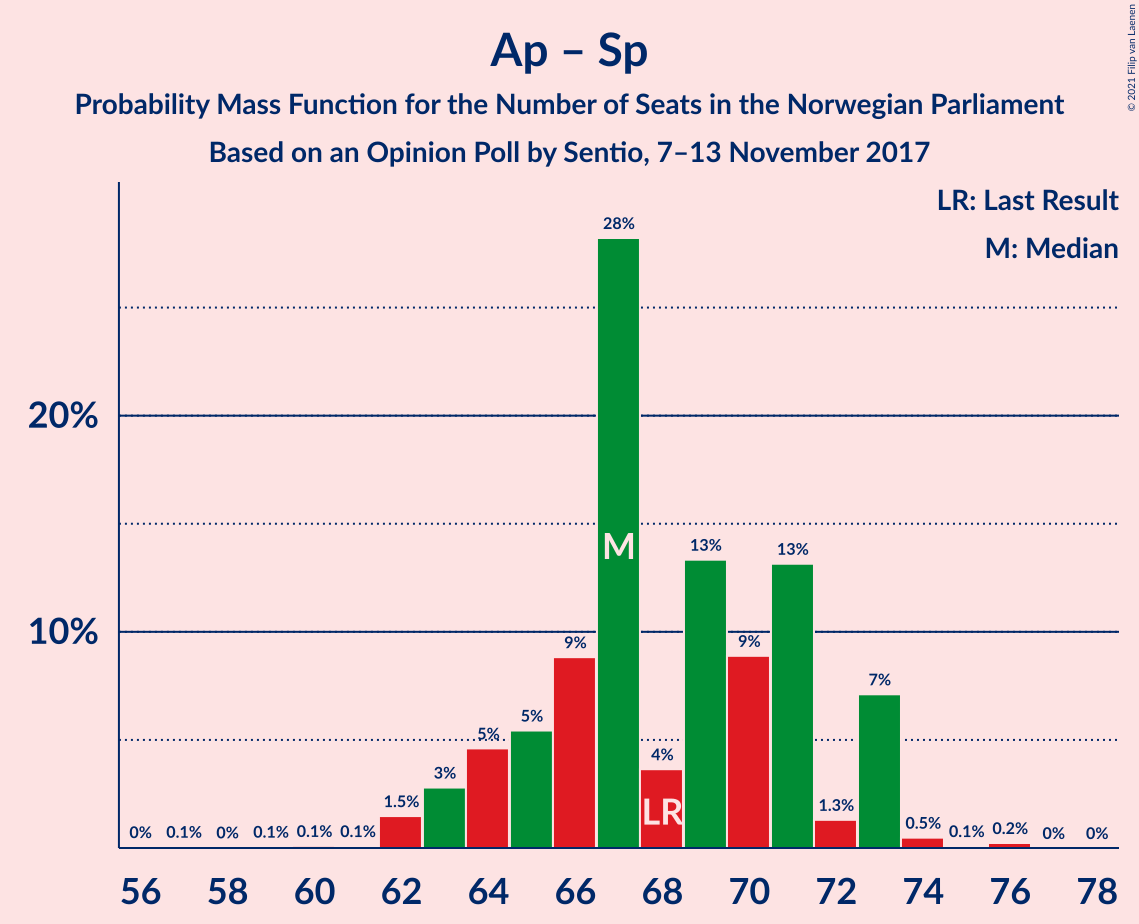 Ap – Sp
Probability Mass Function for the Number of Seats in the Norwegian Parliament
Based on an Opinion Poll by Sentio, 7–13 November 2017
© 2021 Filip van Laenen
LR: Last Result
M: Median
20%
10%
0% 0.1% 0% 0.1% 0.1% 0.1% 1.5% 3% 5% 5% 9% 28% 4% 13% 9% 13% 1.3% 7% 0.5% 0.1% 0.2% 0% 0%
M
LR
56 58 60 62 64 66 68 70 72 74 76 78